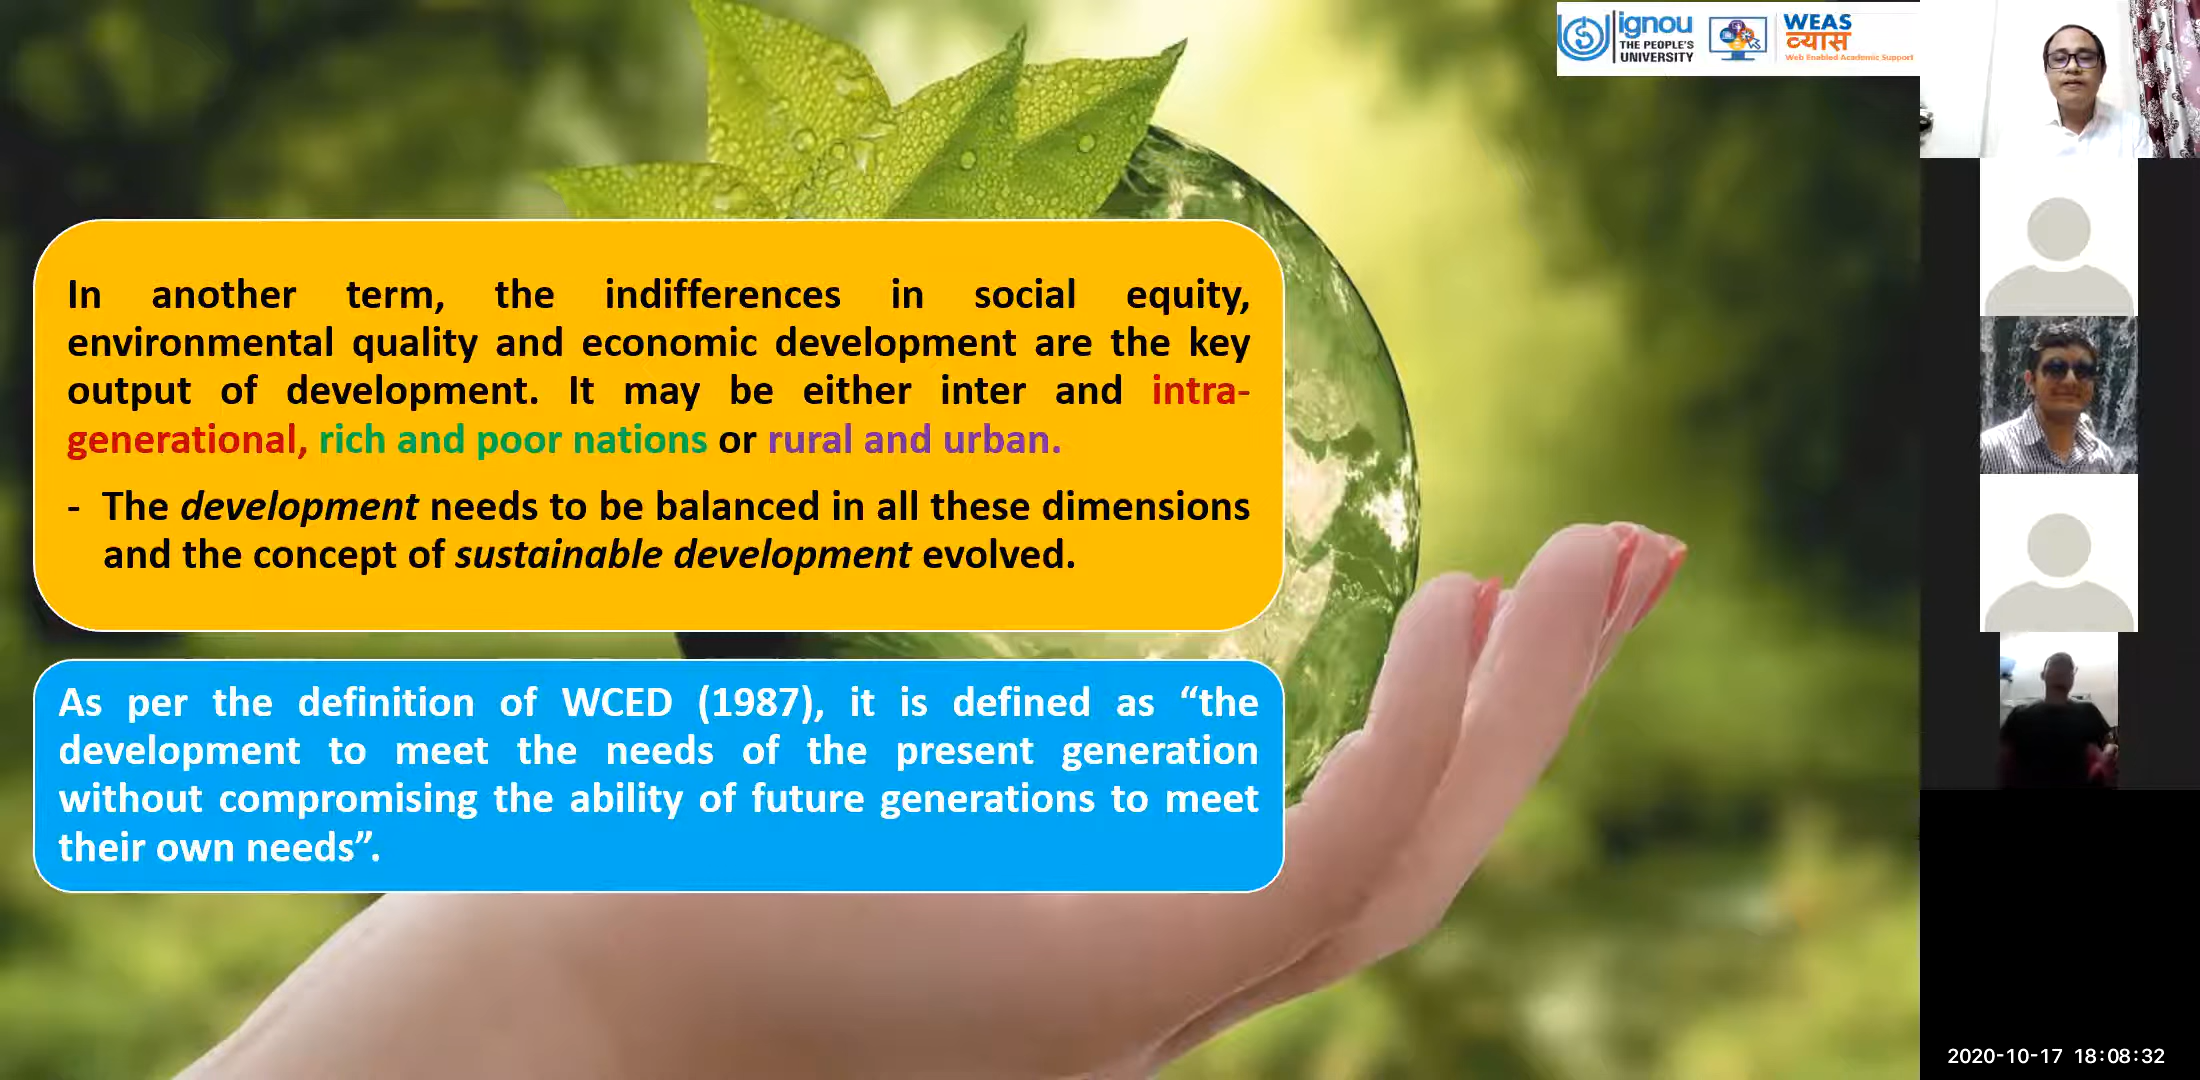 ignou
THE PEOPLE'S
UNIVERSITY
WEAS
व्यास
Web Enabled Academic Support
In another term, the indifferences in social equity,
environmental quality and economic development are the key
output of development. It may be either inter and intra-
generational, rich and poor nations or rural and urban.
- The development needs to be balanced in all these dimensions
and the concept of sustainable development evolved.
As per the definition of WCED (1987), it is defined as “the
development to meet the needs of the present generation
without compromising the ability of future generations to meet
their own needs”.
2020-10-17 18:08:32